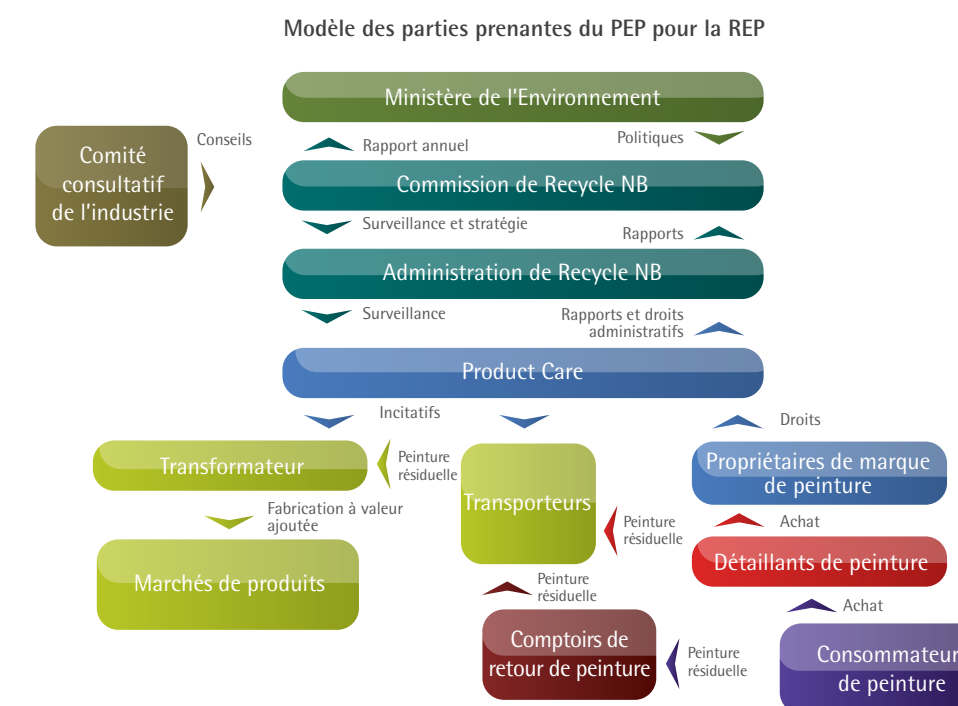 Modèle des parties prenantes du PEP pour la REP
Ministère de l'Environnement
Conseils
Comité
consultatif
de l'industrie
Rapport annuel
Politiques
Commission de Recycle NB
Surveillance et stratégie
Rapports
Administration de Recycle NB
Surveillance
Rapports et droits
administratifs
Product Care
Incitatifs
Droits
Transformateur
Peinture
résiduelle
Transporteurs
Propriétaires de marque
de peinture
Fabrication à valeur
ajoutée
Peinture
résiduelle
Achat
Marchés de produits
Détaillants de peinture
Peinture
résiduelle
Achat
Comptoirs de
retour de peinture
Peinture
résiduelle
Consommateur
de peinture